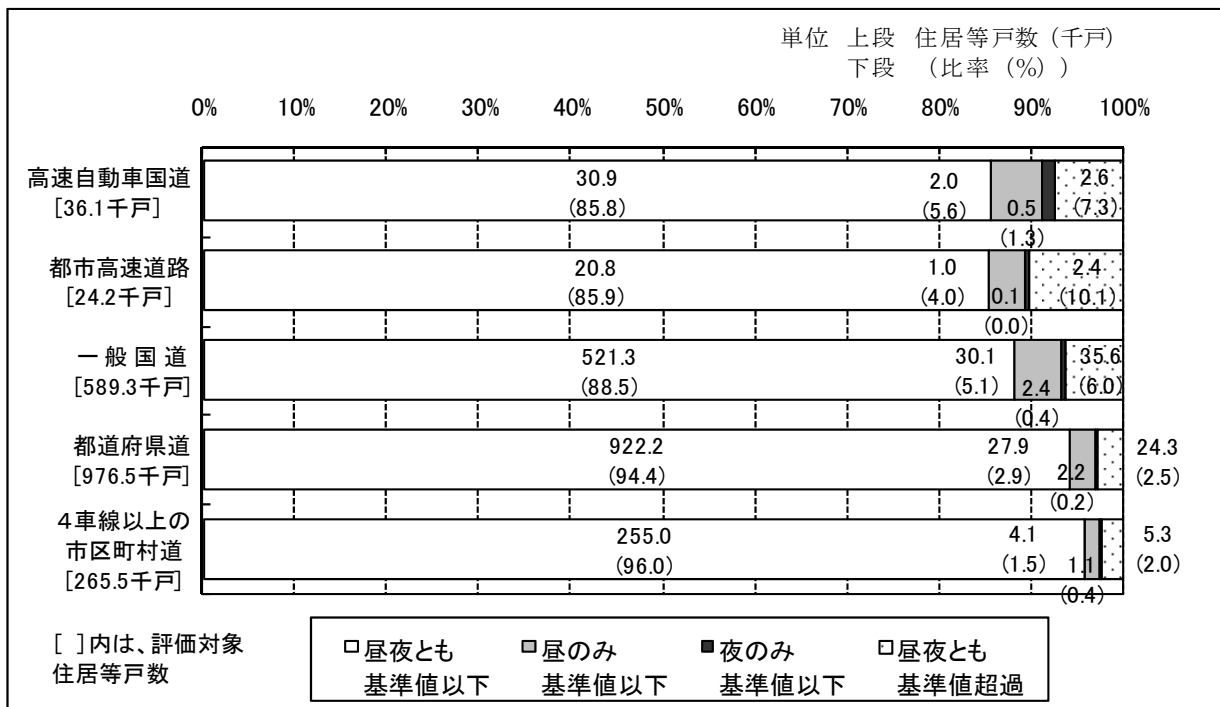 単位 上段 住居等戸数（千戸）
下段 （比率（%））
0% 10% 20% 30% 40% 50% 60% 70% 80% 90% 100%
高速自動車国道
[36.1千戸]
30.9 2.0 0.5 2.6
(85.8) (5.6) (1.3) (7.3)
都市高速道路
[24.2千戸]
20.8 1.0 0.1 2.4
(85.9) (4.0) (0.0) (10.1)
一般国道
[589.3千戸]
521.3 30.1 2.4 35.6
(88.5) (5.1) (0.4) (6.0)
都道府県道
[976.5千戸]
922.2 27.9 2.2 24.3
(94.4) (2.9) (0.2) (2.5)
４車線以上の
市区町村道
[265.5千戸]
255.0 4.1 1.1 5.3
(96.0) (1.5) (0.4) (2.0)
[ ]内は、評価対象
住居等戸数
昼夜とも
基準値以下
昼のみ
基準値以下
夜のみ
基準値以下
昼夜とも
基準値超過